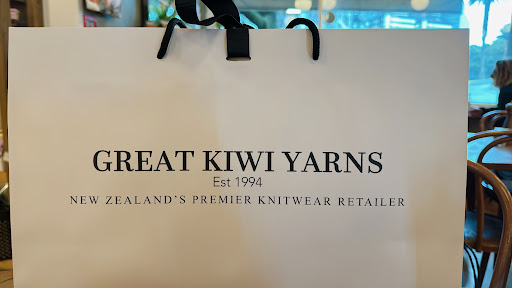 GREAT KIWI YARNS
Est 1994
NEW ZEALAND'S PREMIER KNITWEAR RETAILER